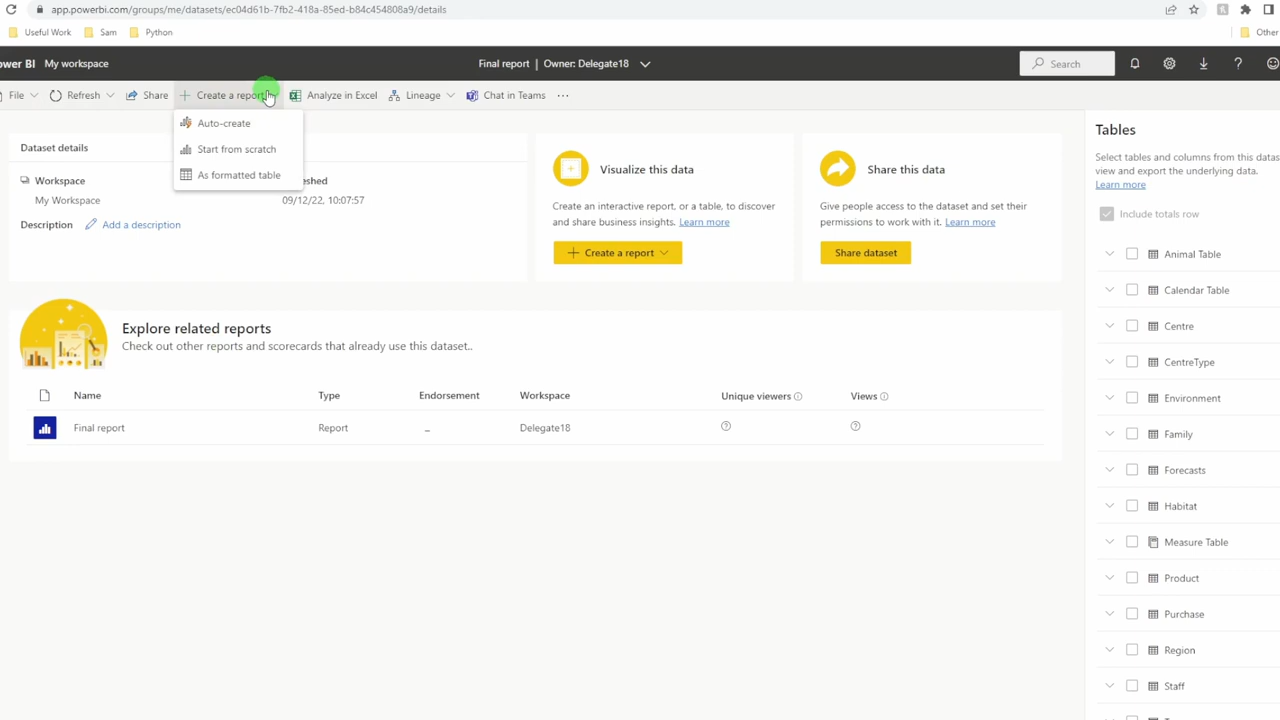 app.powerbi.com/groups/me/datasets/ec04d61b-7fb2-418a-85ed-b84c454808a9/details
Useful Work Sam Python Other
ower BI My workspace Final report | Owner: Delegate18 Search
File Refresh Share Create a report Analyze in Excel Lineage Chat in Teams ...
Auto-create
Start from scratch
As formatted table
Dataset details
Workspace eshed
My Workspace 09/12/22, 10:07:57
Description Add a description
Visualize this data
Create an interactive report, or a table, to discover
and share business insights. Learn more
Create a report
Share this data
Give people access to the dataset and set their
permissions to work with it. Learn more
Share dataset
Explore related reports
Check out other reports and scorecards that already use this dataset..
Name Type Endorsement Workspace Unique viewers Views
Final report Report – Delegate18
Tables
Select tables and columns from this datas
view and export the underlying data.
Learn more
Include totals row
Animal Table
Calendar Table
Centre
CentreType
Environment
Family
Forecasts
Habitat
Measure Table
Product
Purchase
Region
Staff